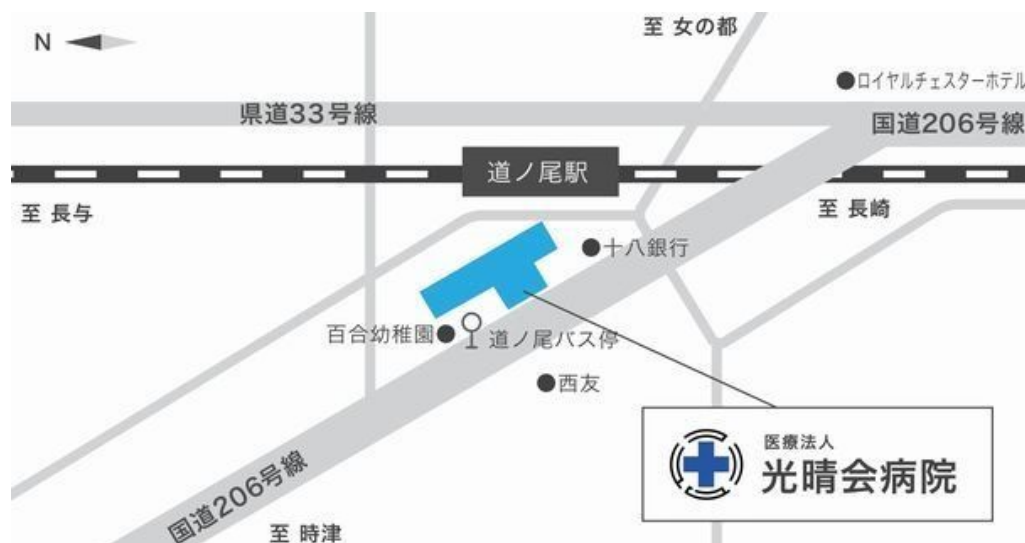 至 女の都
N
ロイヤルチェスターホテル
県道33号線
国道206号線
道ノ尾駅
至 長与
至 長崎
十八銀行
百合幼稚園
道ノ尾バス停
西友
医療法人
光晴会病院
国道206号線
至 時津